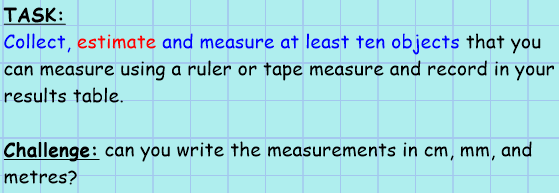 TASK:
Collect, estimate and measure at least ten objects that you
can measure using a ruler or tape measure and record in your
results table.
Challenge: can you write the measurements in cm, mm, and
metres?